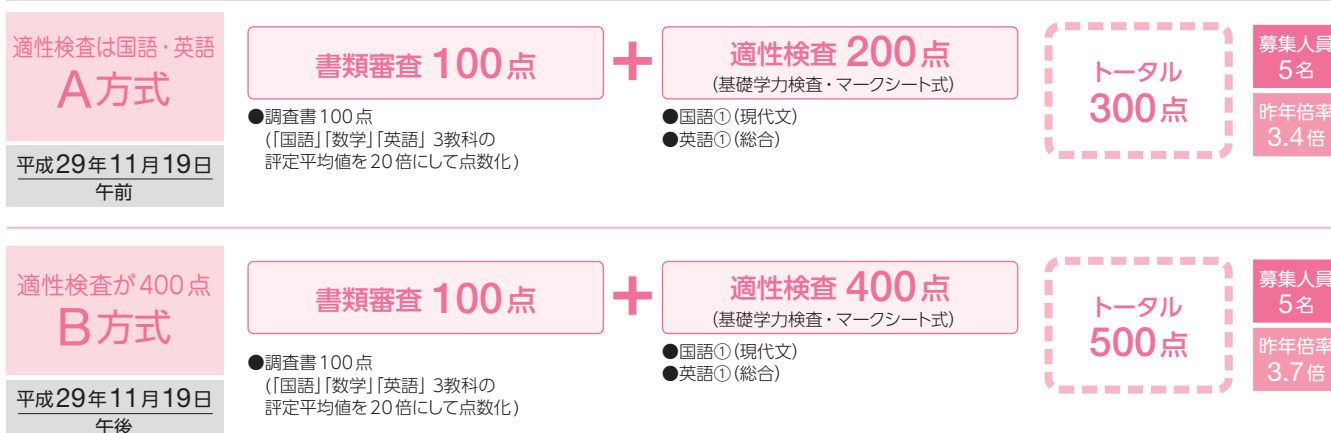 適性検査は国語・英語
A方式
平成29年11月19日
午前
書類審査 100点
●調査書100点
(「国語」「数学」「英語」3教科の
評定平均値を20倍にして点数化)
+
適性検査 200点
(基礎学力検査・マークシート式)
●国語①(現代文)
●英語①(総合)
トータル
300点
募集人員
5名
昨年倍率
3.4倍
適性検査が400点
B方式
平成29年11月19日
午後
書類審査 100点
●調査書100点
(「国語」「数学」「英語」3教科の
評定平均値を20倍にして点数化)
+
適性検査 400点
(基礎学力検査・マークシート式)
●国語①(現代文)
●英語①(総合)
トータル
500点
募集人員
5名
昨年倍率
3.7倍